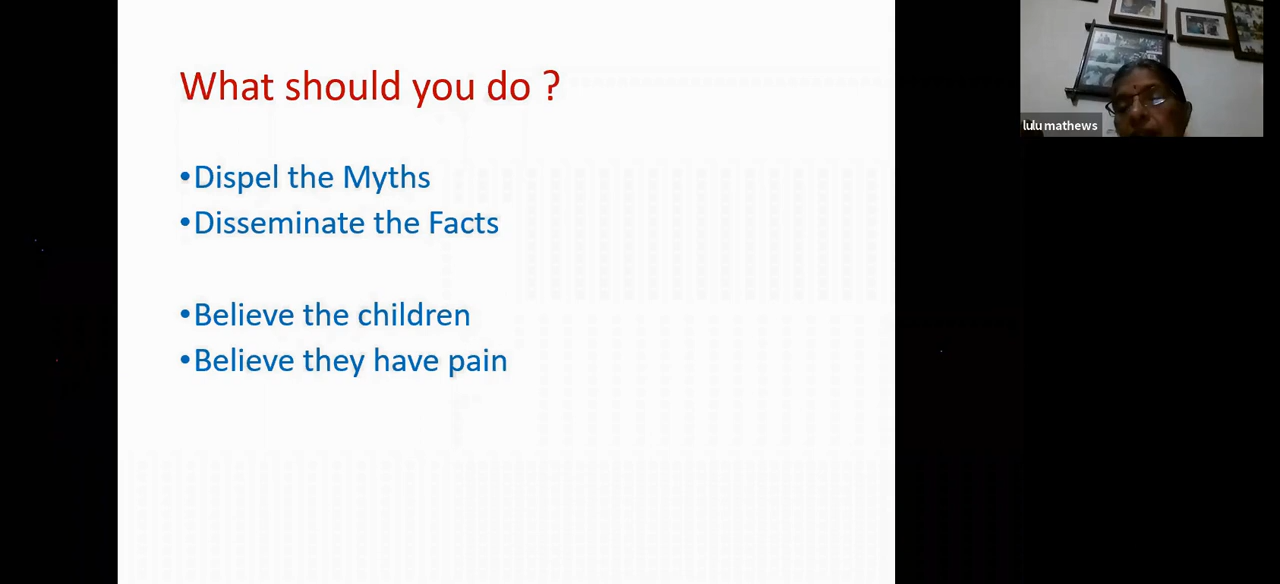 What should you do ?
•Dispel the Myths
•Disseminate the Facts
•Believe the children
•Believe they have pain
lulu mathews